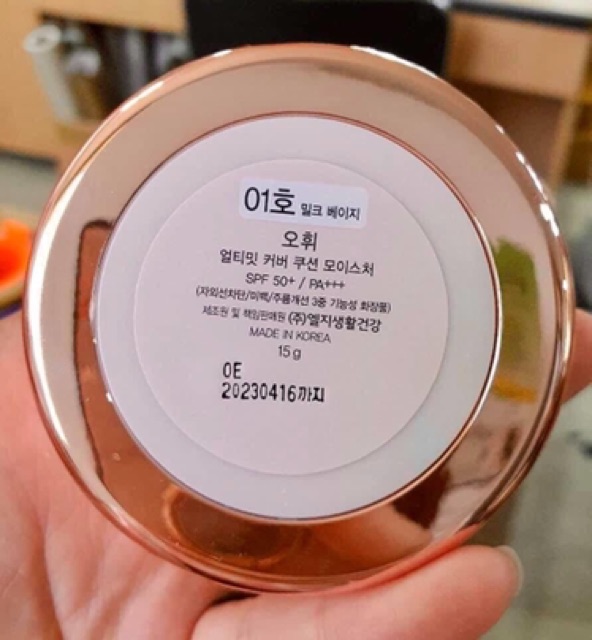 01호 밀크 베이지
오휘
얼티밋 커버 쿠션 모이스처
SPF 50+ / PA+++
(자외선차단/미백/주름개선 3중 기능성 화장품)
제조원 및 책임판매원 (주)엘지생활건강
MADE IN KOREA
15g
0E
20230416까지